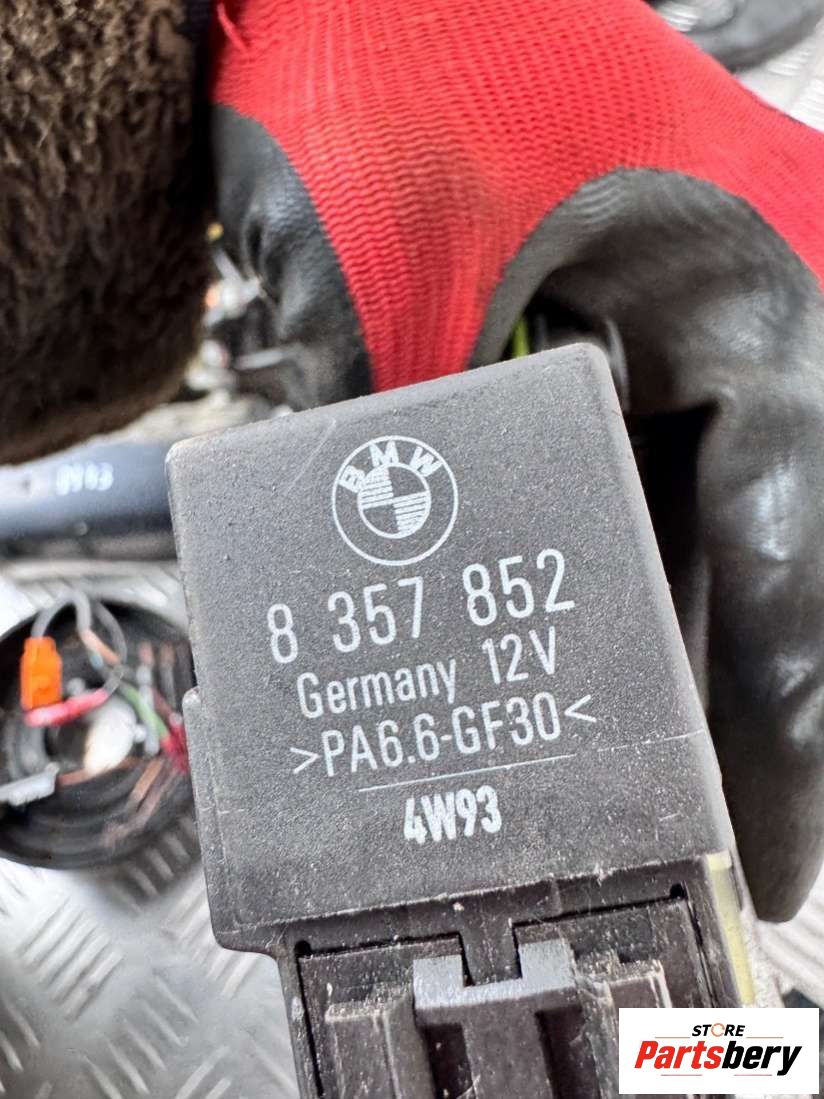 BMW
8 357 852
Germany 12V
>PA6.6-GF30<
4W93
STORE
Partsbery